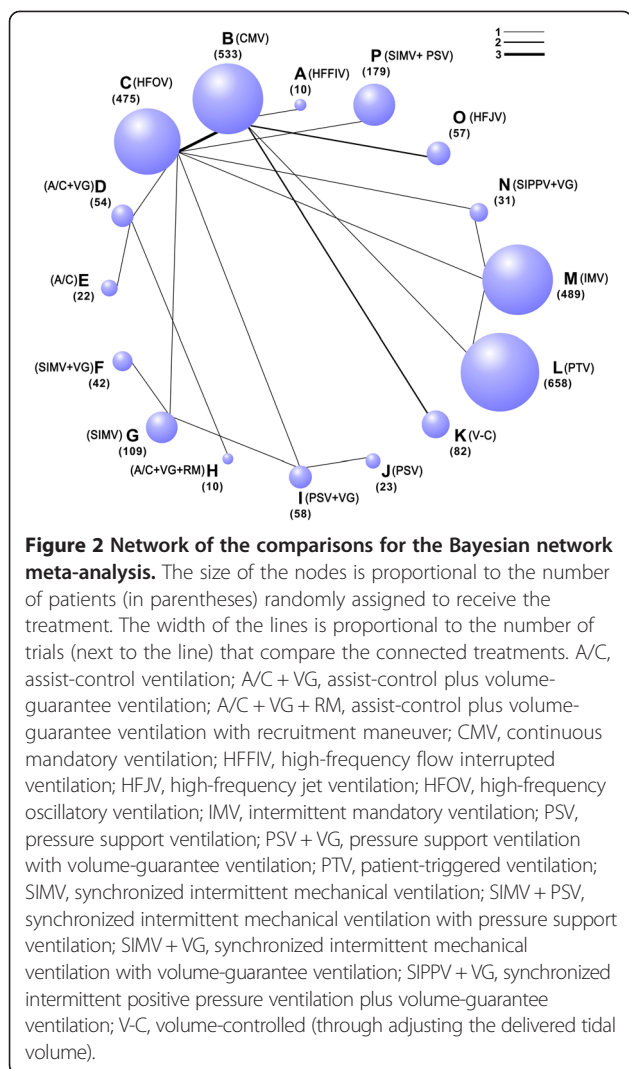 B(CMV)
(533)
P(SIMV+ PSV)
(179)
1
2
3
A(HFFIV)
(10)
C(HFOV)
(475)
O(HFJV)
(57)
N(SIPPV+VG)
(31)
(A/C+VG)D
(54)
(A/C)E
(22)
M(IMV)
(489)
(SIMV+VG)F
(42)
L(PTV)
(658)
(SIMV) G
(109)
K(V-C)
(82)
(A/C+VG+RM)H
(10)
J(PSV)
(23)
I(PSV+VG)
(58)
Figure 2 Network of the comparisons for the Bayesian network
meta-analysis. The size of the nodes is proportional to the number
of patients (in parentheses) randomly assigned to receive the
treatment. The width of the lines is proportional to the number of
trials (next to the line) that compare the connected treatments. A/C,
assist-control ventilation; A/C + VG, assist-control plus volume-
guarantee ventilation; A/C + VG + RM, assist-control plus volume-
guarantee ventilation with recruitment maneuver; CMV, continuous
mandatory ventilation; HFFIV, high-frequency flow interrupted
ventilation; HFJV, high-frequency jet ventilation; HFOV, high-frequency
oscillatory ventilation; IMV, intermittent mandatory ventilation; PSV,
pressure support ventilation; PSV + VG, pressure support ventilation
with volume-guarantee ventilation; PTV, patient-triggered ventilation;
SIMV, synchronized intermittent mechanical ventilation; SIMV + PSV,
synchronized intermittent mechanical ventilation with pressure support
ventilation; SIMV + VG, synchronized intermittent mechanical
ventilation with volume-guarantee ventilation; SIPPV + VG, synchronized
intermittent positive pressure ventilation plus volume-guarantee
ventilation; V-C, volume-controlled (through adjusting the delivered tidal
volume).